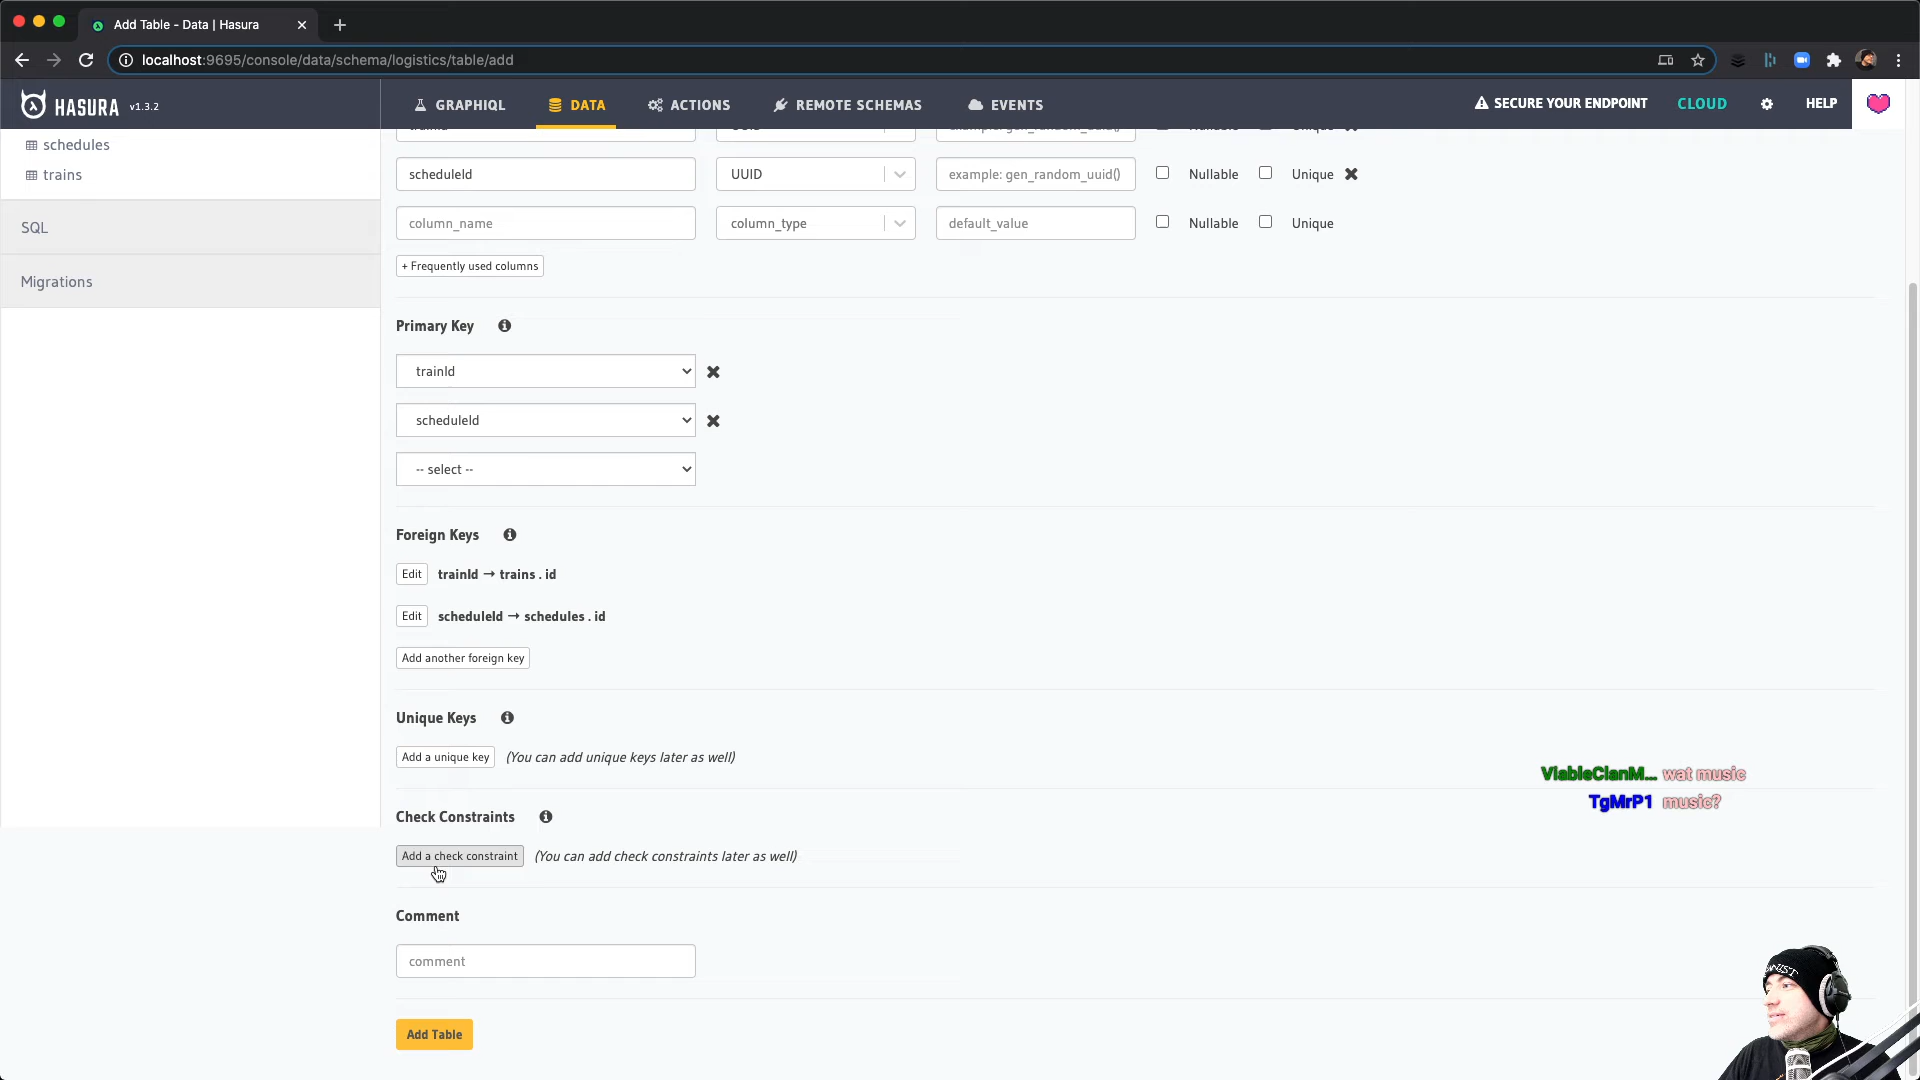 Add Table - Data | Hasura
localhost:9695/console/data/schema/logistics/table/add
HASURA v1.3.2
GRAPHIQL
DATA
ACTIONS
REMOTE SCHEMAS
EVENTS
SECURE YOUR ENDPOINT
CLOUD
HELP
schedules
trains
SQL
Migrations
trainId UUID example: gen_random_uuid() Nullable Unique
scheduleId UUID example: gen_random_uuid() Nullable Unique
column_name column_type default_value Nullable Unique
+ Frequently used columns
Primary Key
trainId
scheduleId
-- select --
Foreign Keys
Edit trainId → trains . id
Edit scheduleId → schedules . id
Add another foreign key
Unique Keys
Add a unique key (You can add unique keys later as well)
ViableClanM... wat music
TgMrP1 music?
Check Constraints
Add a check constraint (You can add check constraints later as well)
Comment
comment
Add Table